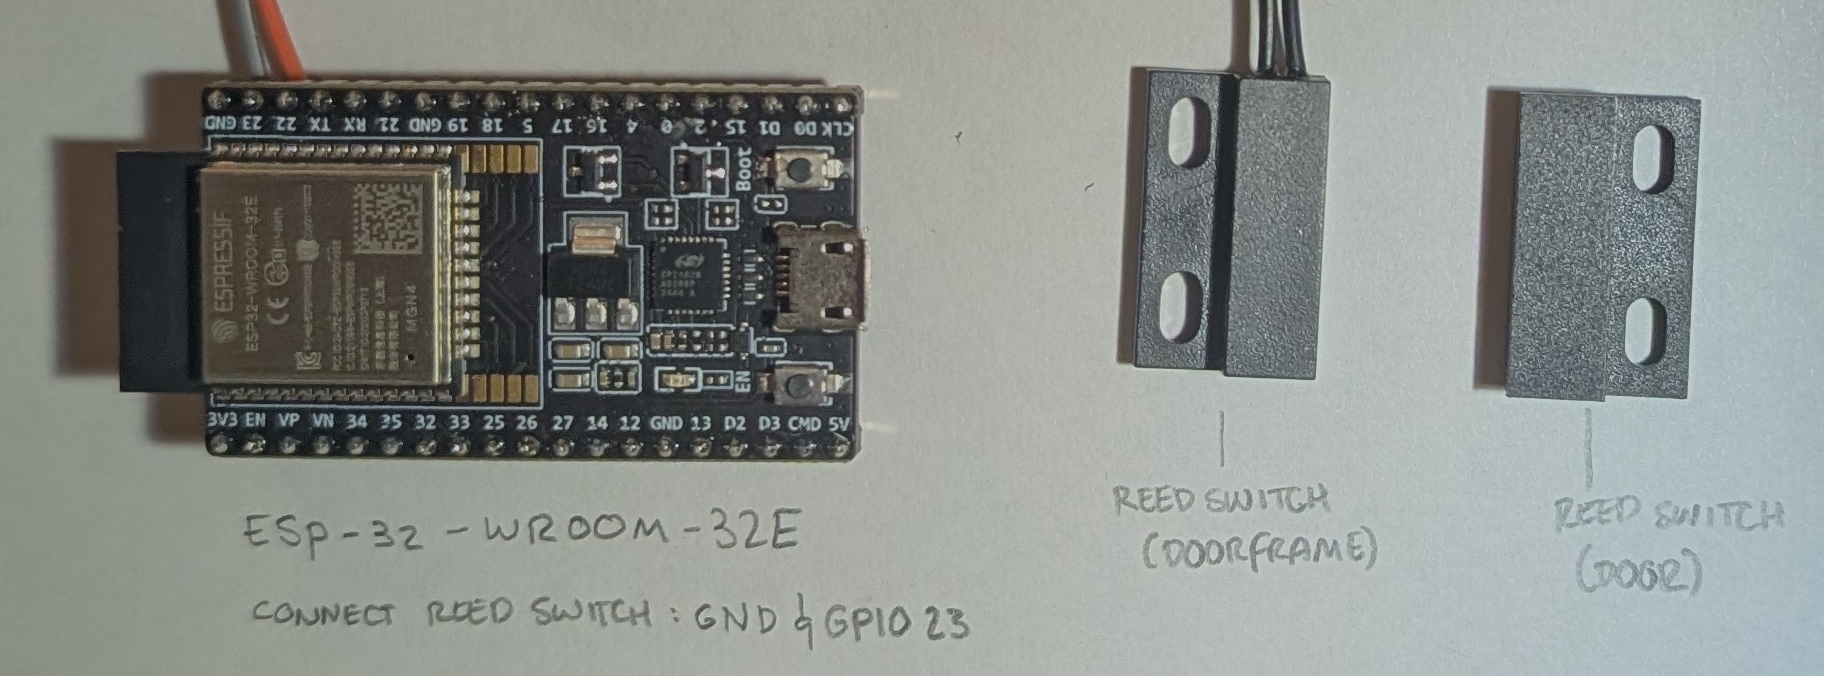 GND 23 22 TX RX 21 GND 19 18 5 17 16 4 0 2 15 D1 D0 CLK
Boot
ESPRESSIF
ESP32-WROOM-32E
CE
MGN4
EN
3V3 EN VP VN 34 35 32 33 25 26 27 14 12 GND 13 D2 D3 CMD 5V
ESP-32-WROOM-32E
CONNECT REED SWITCH: GND & GPIO 23
REED SWITCH
(DOORFRAME)
REED SWITCH
(DOOR)